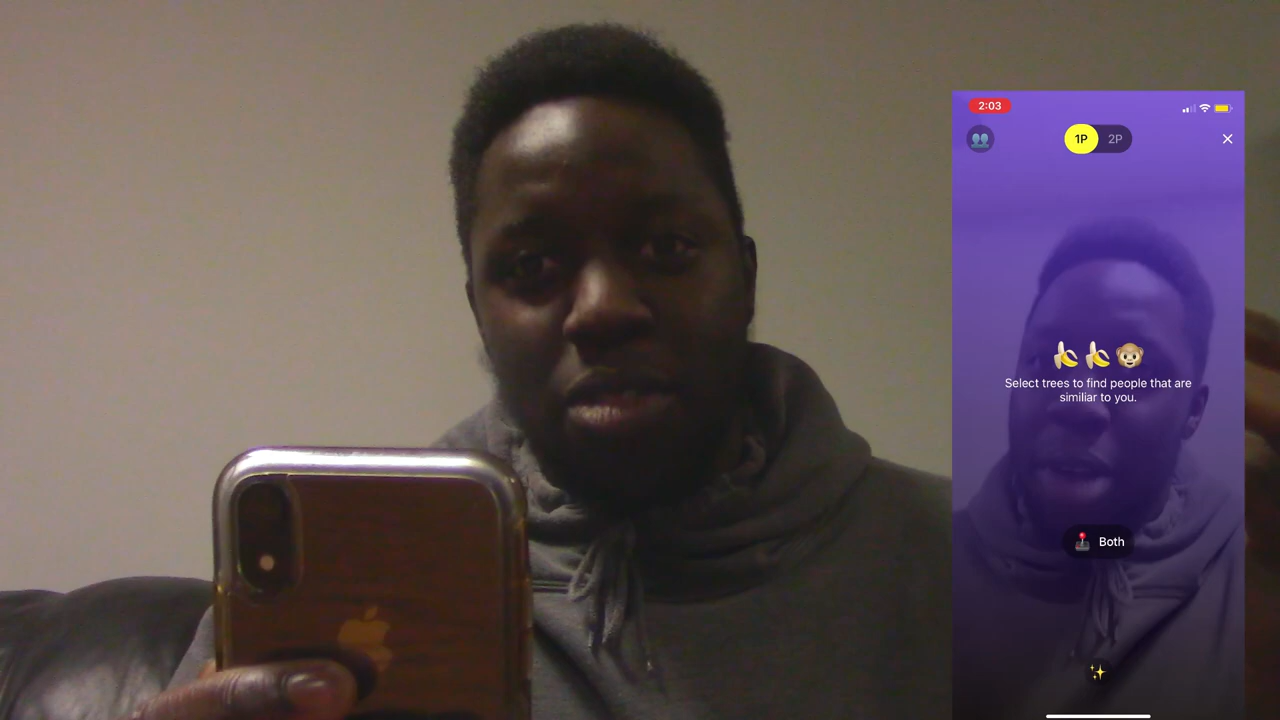 2:03
1P 2P
Select trees to find people that are
similiar to you.
Both